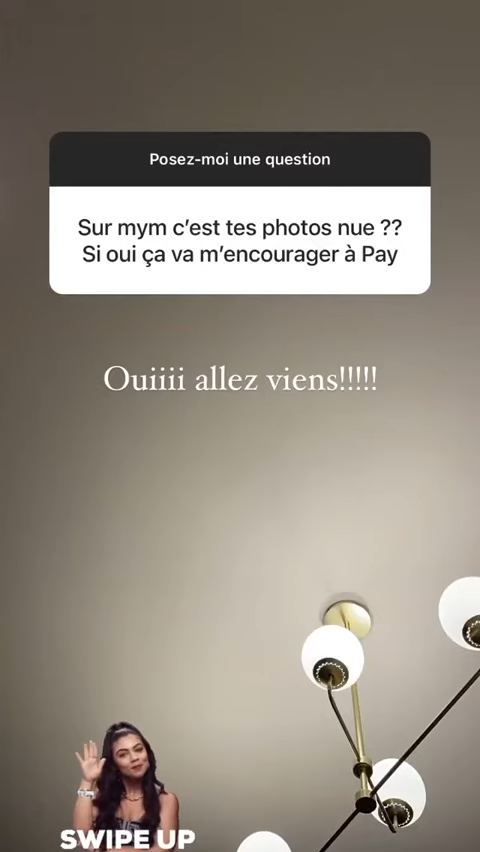 Posez-moi une question
Sur mym c’est tes photos nue ??
Si oui ça va m’encourager à Pay
Ouiiii allez viens!!!!!
SWIPE UP